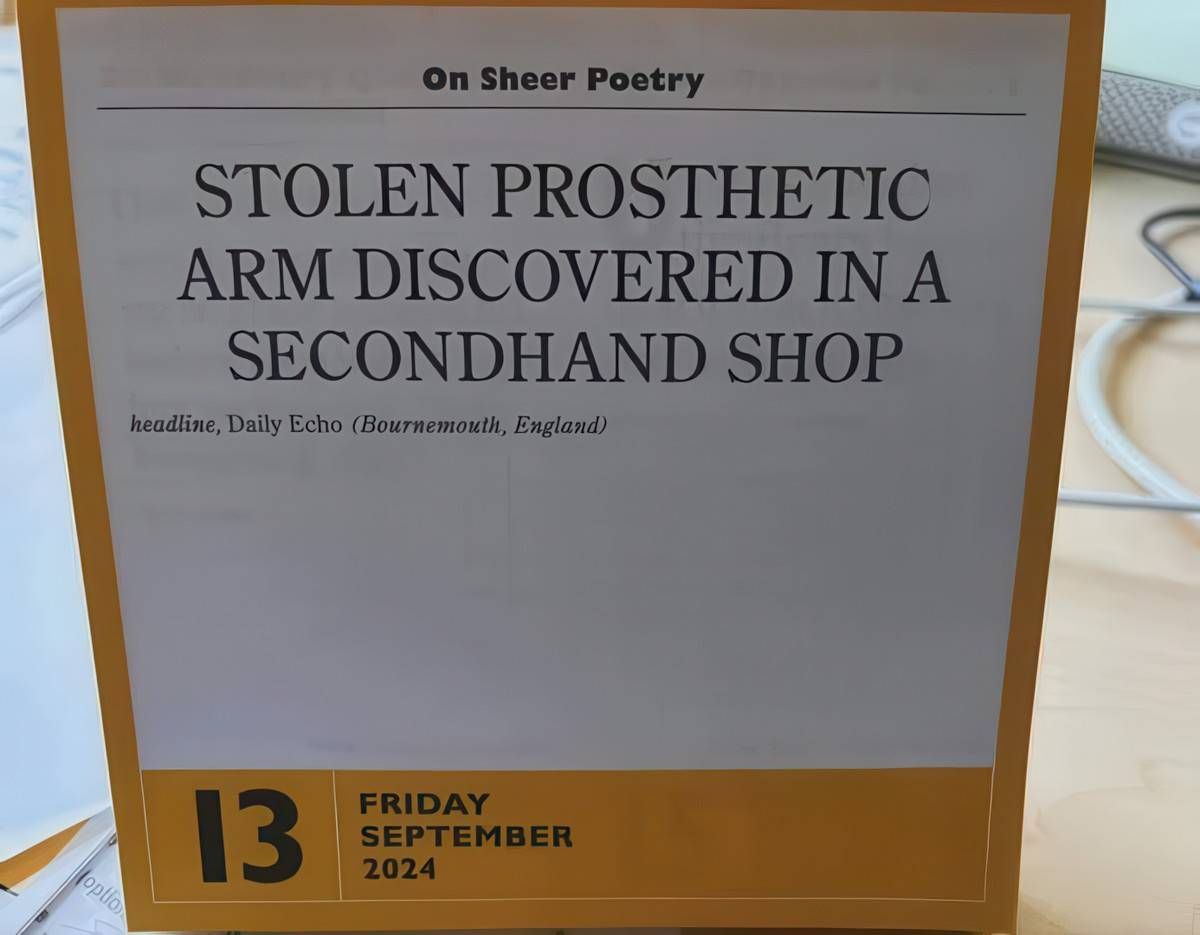 On Sheer Poetry
STOLEN PROSTHETIC
ARM DISCOVERED IN A
SECONDHAND SHOP
headline, Daily Echo (Bournemouth, England)
13
FRIDAY
SEPTEMBER
2024